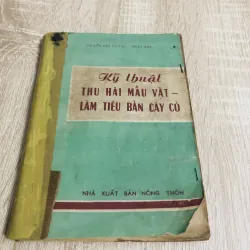 Kỹ thuật
THU HÁI MẪU VẬT –
LÀM TIÊU BẢN CÂY CỎ
NHÀ XUẤT BẢN NÔNG THÔN